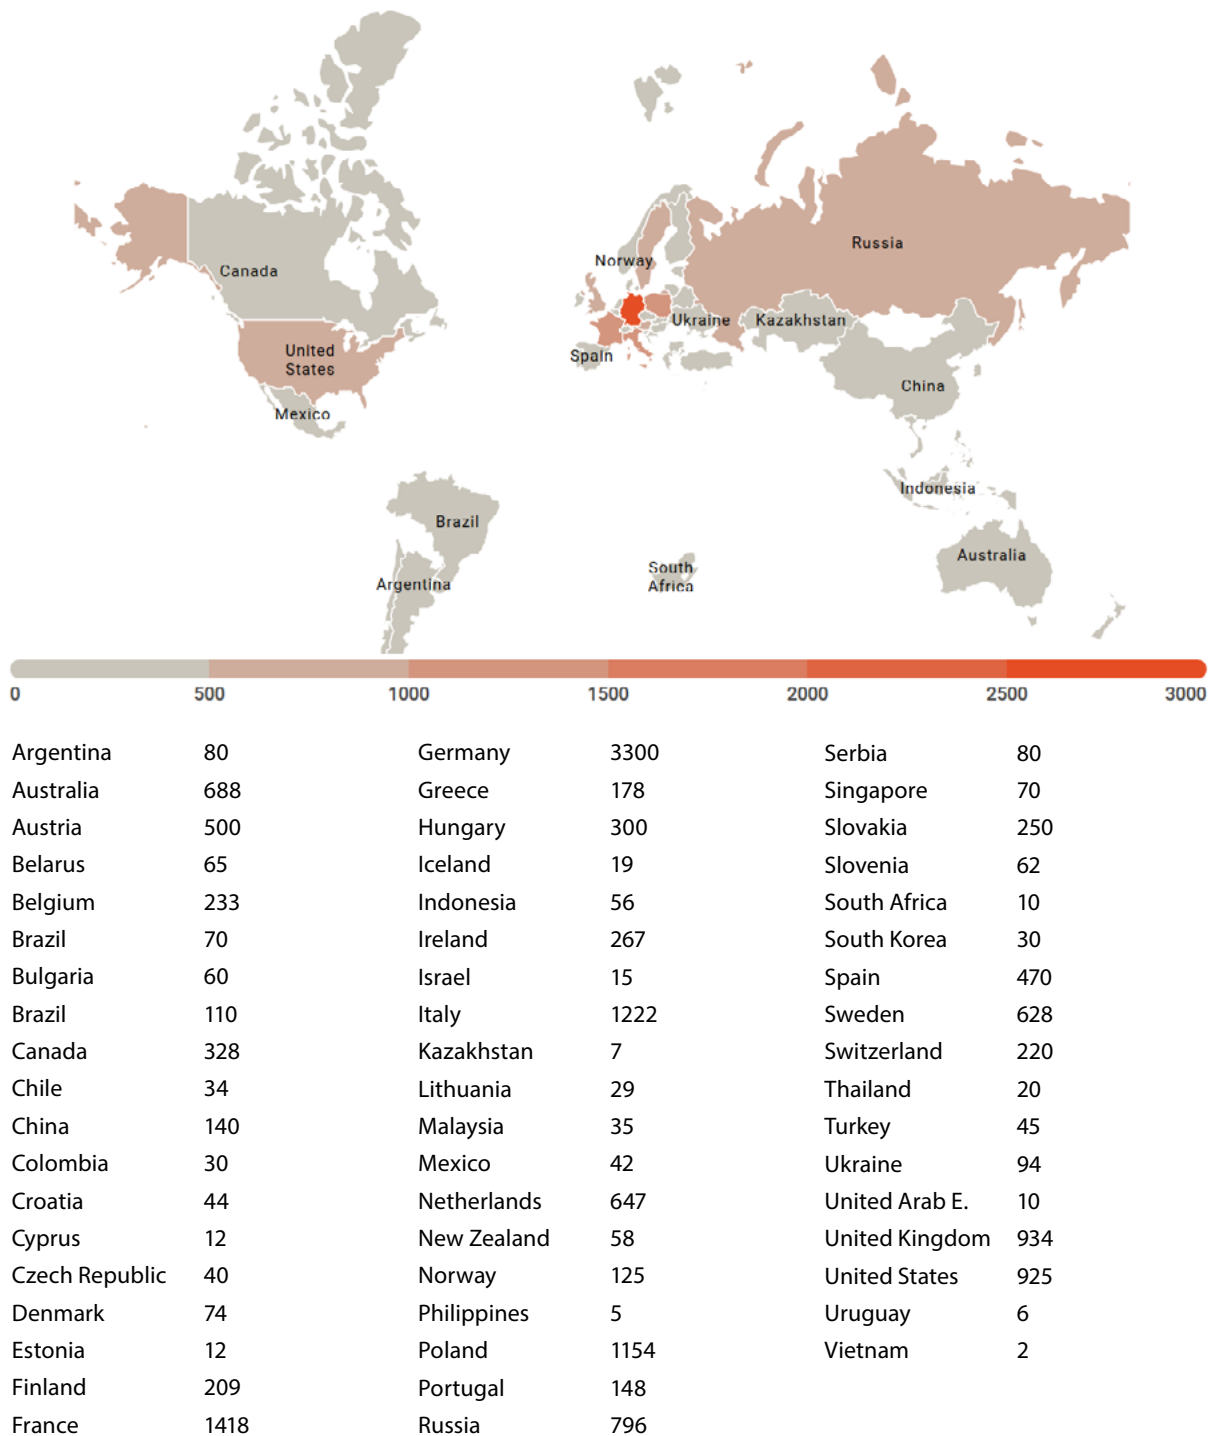 Canada
United
States
Mexico
Brazil
Argentina
Norway
Spain
Ukraine
Kazakhstan
Russia
China
Indonesia
Australia
South
Africa
0 500 1000 1500 2000 2500 3000
Argentina 80
Australia 688
Austria 500
Belarus 65
Belgium 233
Brazil 70
Bulgaria 60
Brazil 110
Canada 328
Chile 34
China 140
Colombia 30
Croatia 44
Cyprus 12
Czech Republic 40
Denmark 74
Estonia 12
Finland 209
France 1418
Germany 3300
Greece 178
Hungary 300
Iceland 19
Indonesia 56
Ireland 267
Israel 15
Italy 1222
Kazakhstan 7
Lithuania 29
Malaysia 35
Mexico 42
Netherlands 647
New Zealand 58
Norway 125
Philippines 5
Poland 1154
Portugal 148
Russia 796
Serbia 80
Singapore 70
Slovakia 250
Slovenia 62
South Africa 10
South Korea 30
Spain 470
Sweden 628
Switzerland 220
Thailand 20
Turkey 45
Ukraine 94
United Arab E. 10
United Kingdom 934
United States 925
Uruguay 6
Vietnam 2